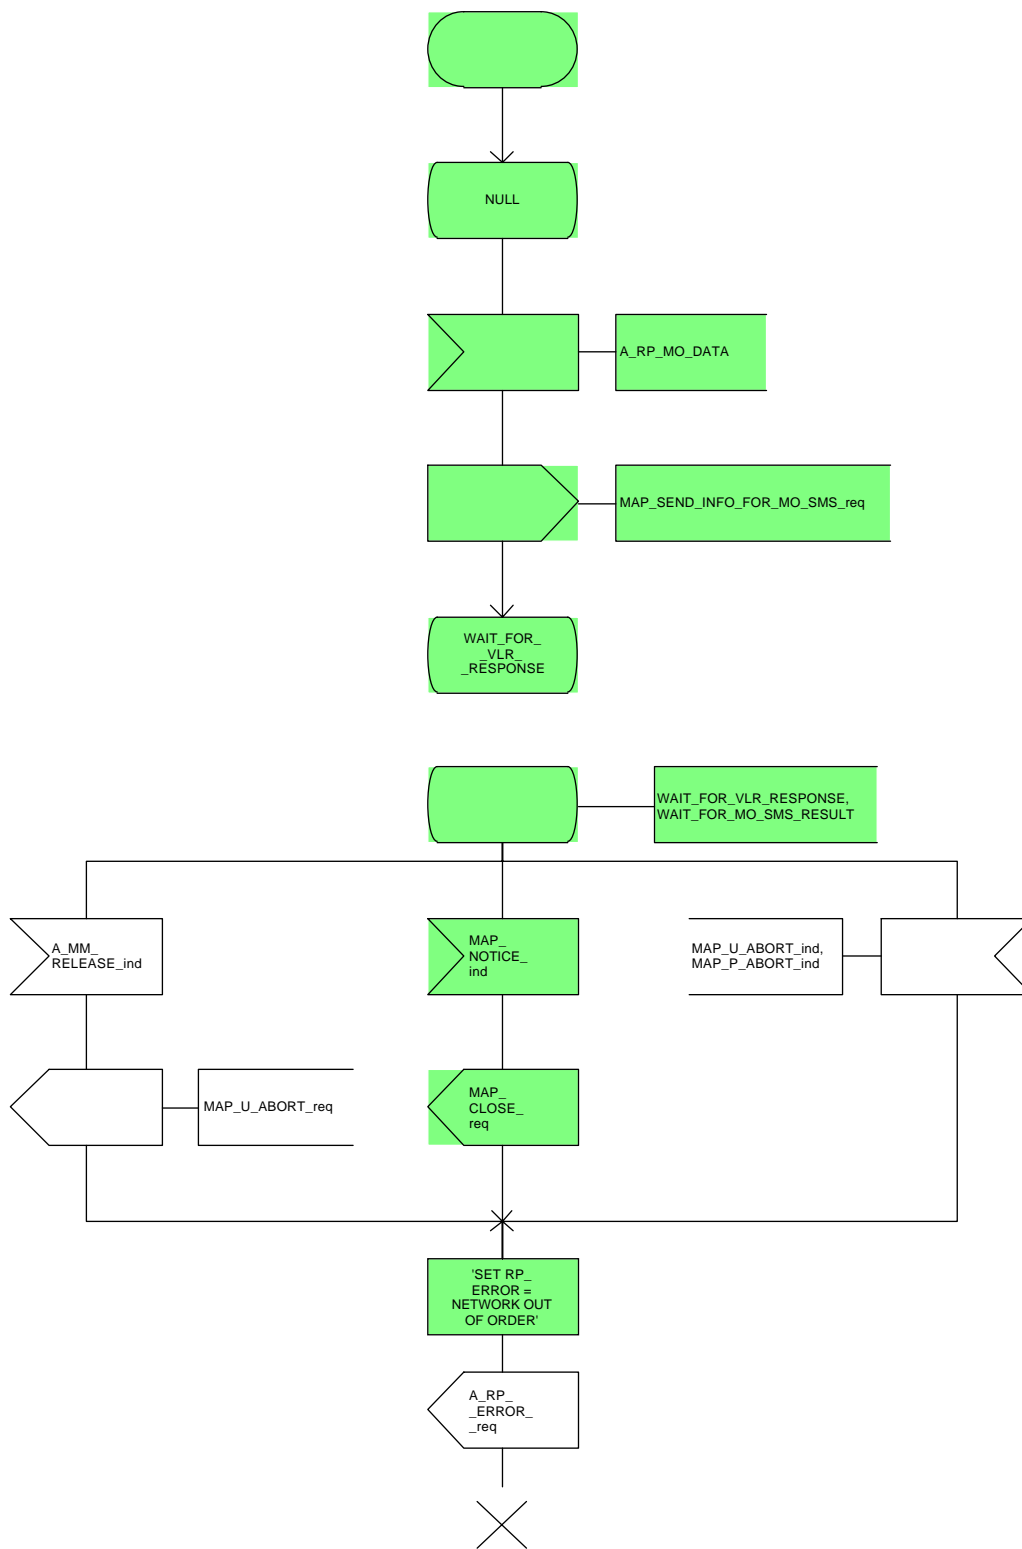 NULL
A_RP_MO_DATA
MAP_SEND_INFO_FOR_MO_SMS_req
WAIT_FOR_
_VLR_
_RESPONSE
WAIT_FOR_VLR_RESPONSE,
WAIT_FOR_MO_SMS_RESULT
A_MM_
RELEASE_ind
MAP_
NOTICE_
ind
MAP_U_ABORT_ind,
MAP_P_ABORT_ind
MAP_U_ABORT_req
MAP_
CLOSE_
req
'SET RP_
ERROR =
NETWORK OUT
OF ORDER'
A_RP_
_ERROR_
_req